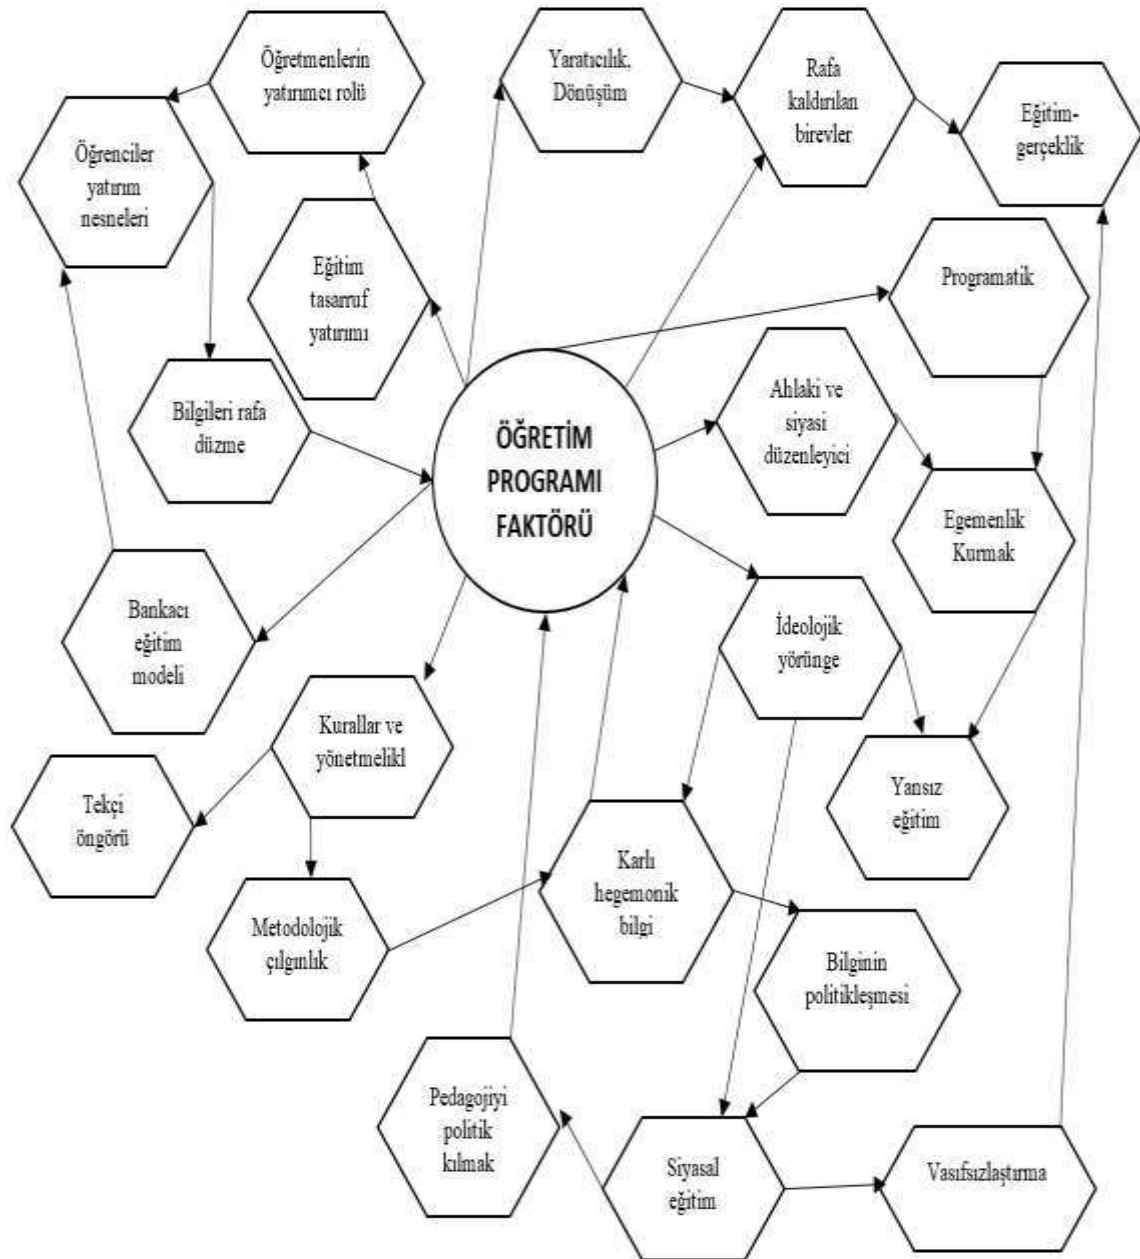 Öğretmenlerin
yatırımcı rolü
Yaratıcılık,
Dönüşüm
Rafa
kaldırılan
birevler
Eğitim-
gerçeklik
Öğrenciler
yatırım
nesneleri
Eğitim
tasarruf
yatırımı
Programatik
Bilgileri rafa
düzme
ÖĞRETİM
PROGRAMI
FAKTÖRÜ
Ahlaki ve
siyasi
düzenleyici
Egemenlik
Kurmak
Bankacı
eğitim
modeli
İdeolojik
yörünge
Kurallar ve
yönetmelikl
Yansız
eğitim
Tekçi
öngörü
Karlı
hegemonik
bilgi
Metodolojik
çılgınlık
Bilginin
politikleşmesi
Pedagojiyi
politik
kılmak
Siyasal
eğitim
Vasıfsızlaştırma